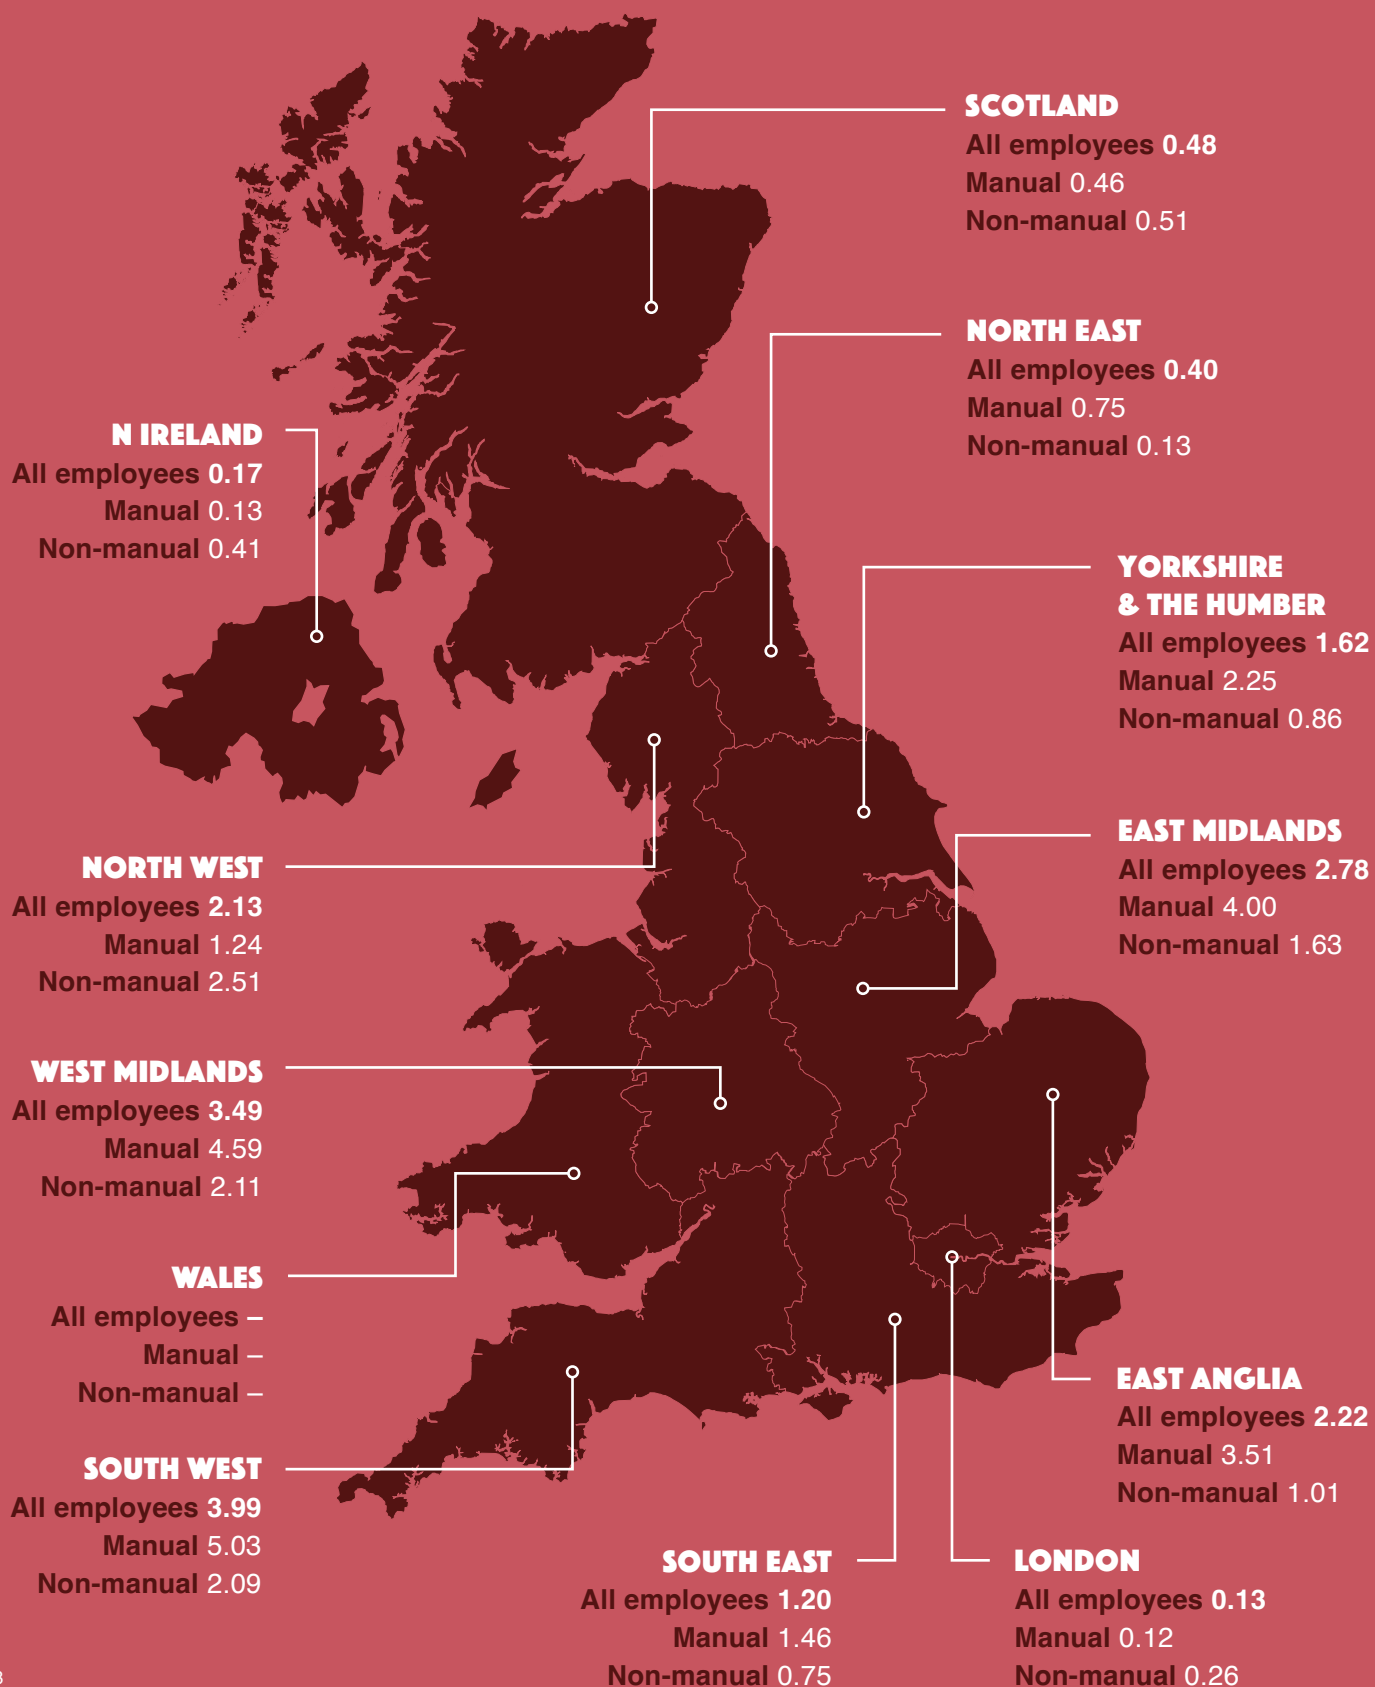 SCOTLAND
All employees 0.48
Manual 0.46
Non-manual 0.51
NORTH EAST
All employees 0.40
Manual 0.75
Non-manual 0.13
N IRELAND
All employees 0.17
Manual 0.13
Non-manual 0.41
YORKSHIRE
& THE HUMBER
All employees 1.62
Manual 2.25
Non-manual 0.86
EAST MIDLANDS
All employees 2.78
Manual 4.00
Non-manual 1.63
NORTH WEST
All employees 2.13
Manual 1.24
Non-manual 2.51
WEST MIDLANDS
All employees 3.49
Manual 4.59
Non-manual 2.11
WALES
All employees –
Manual –
Non-manual –
EAST ANGLIA
All employees 2.22
Manual 3.51
Non-manual 1.01
SOUTH WEST
All employees 3.99
Manual 5.03
Non-manual 2.09
SOUTH EAST
All employees 1.20
Manual 1.46
Non-manual 0.75
LONDON
All employees 0.13
Manual 0.12
Non-manual 0.26